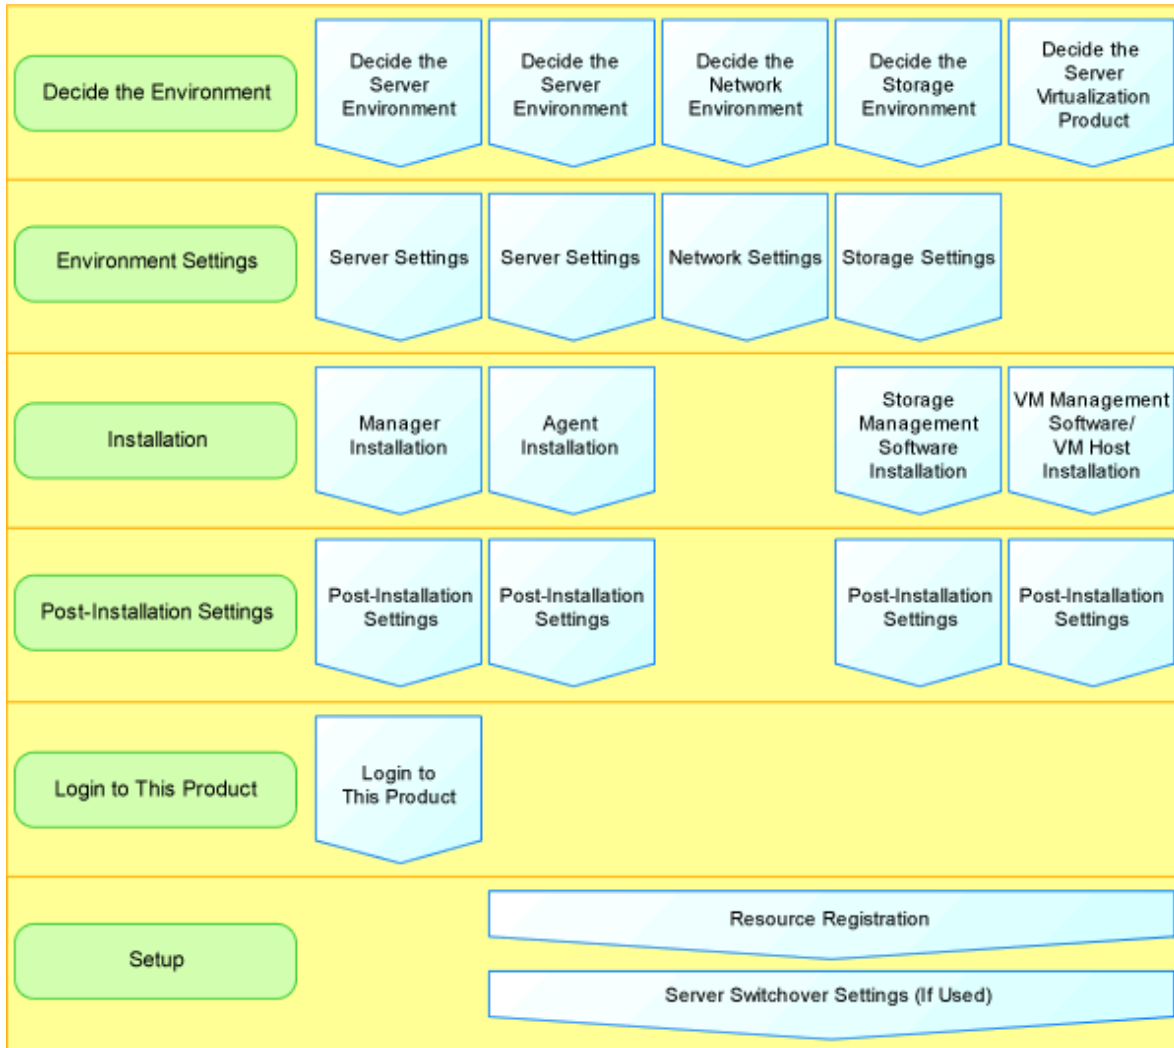 Decide the Environment
Decide the
Server
Environment
Decide the
Server
Environment
Decide the
Network
Environment
Decide the
Storage
Environment
Decide the
Server
Virtualization
Product
Environment Settings
Server Settings
Server Settings
Network Settings
Storage Settings
Installation
Manager
Installation
Agent
Installation
Storage
Management
Software
Installation
VM Management
Software/
VM Host
Installation
Post-Installation Settings
Post-Installation
Settings
Post-Installation
Settings
Post-Installation
Settings
Post-Installation
Settings
Login to This Product
Login to
This Product
Setup
Resource Registration
Server Switchover Settings (If Used)